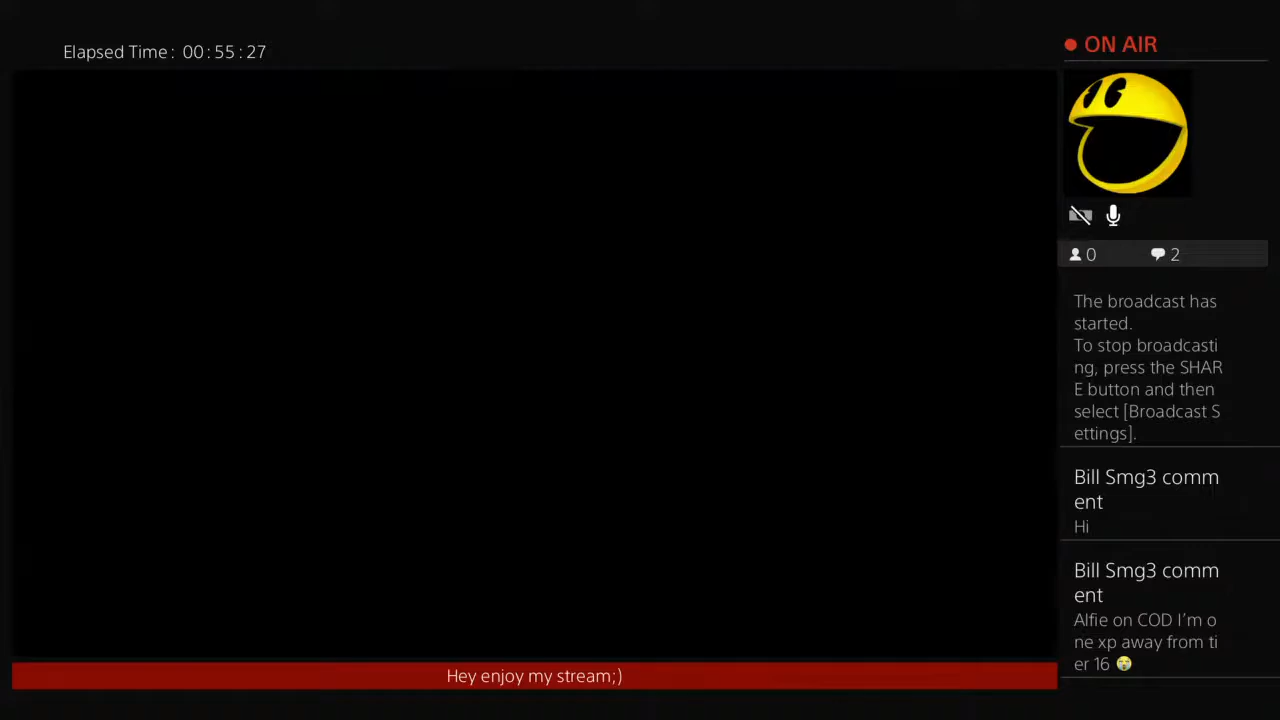 Elapsed Time: 00:55:27
ON AIR
0 2
The broadcast has
started.
To stop broadcasti
ng, press the SHAR
E button and then
select [Broadcast S
ettings].
Bill Smg3 comm
ent
Hi
Bill Smg3 comm
ent
Alfie on COD I’m o
ne xp away from ti
er 16 😭
Hey enjoy my stream;)